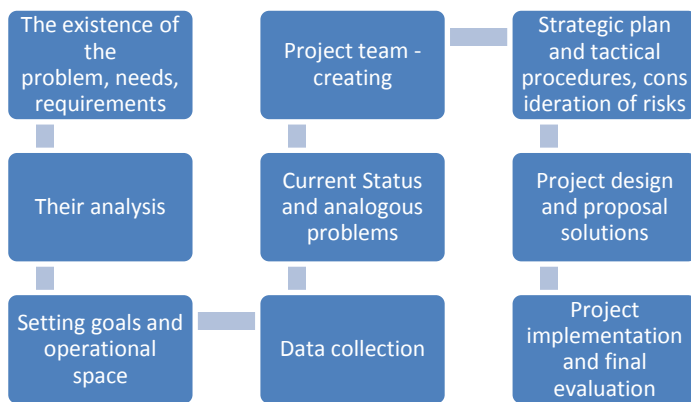 The existence of
the
problem, needs,
requirements
Their analysis
Setting goals and
operational
space
Data collection
Current Status
and analogous
problems
Project team -
creating
Strategic plan
and tactical
procedures, cons
ideration of risks
Project design
and proposal
solutions
Project
implementation
and final
evaluation